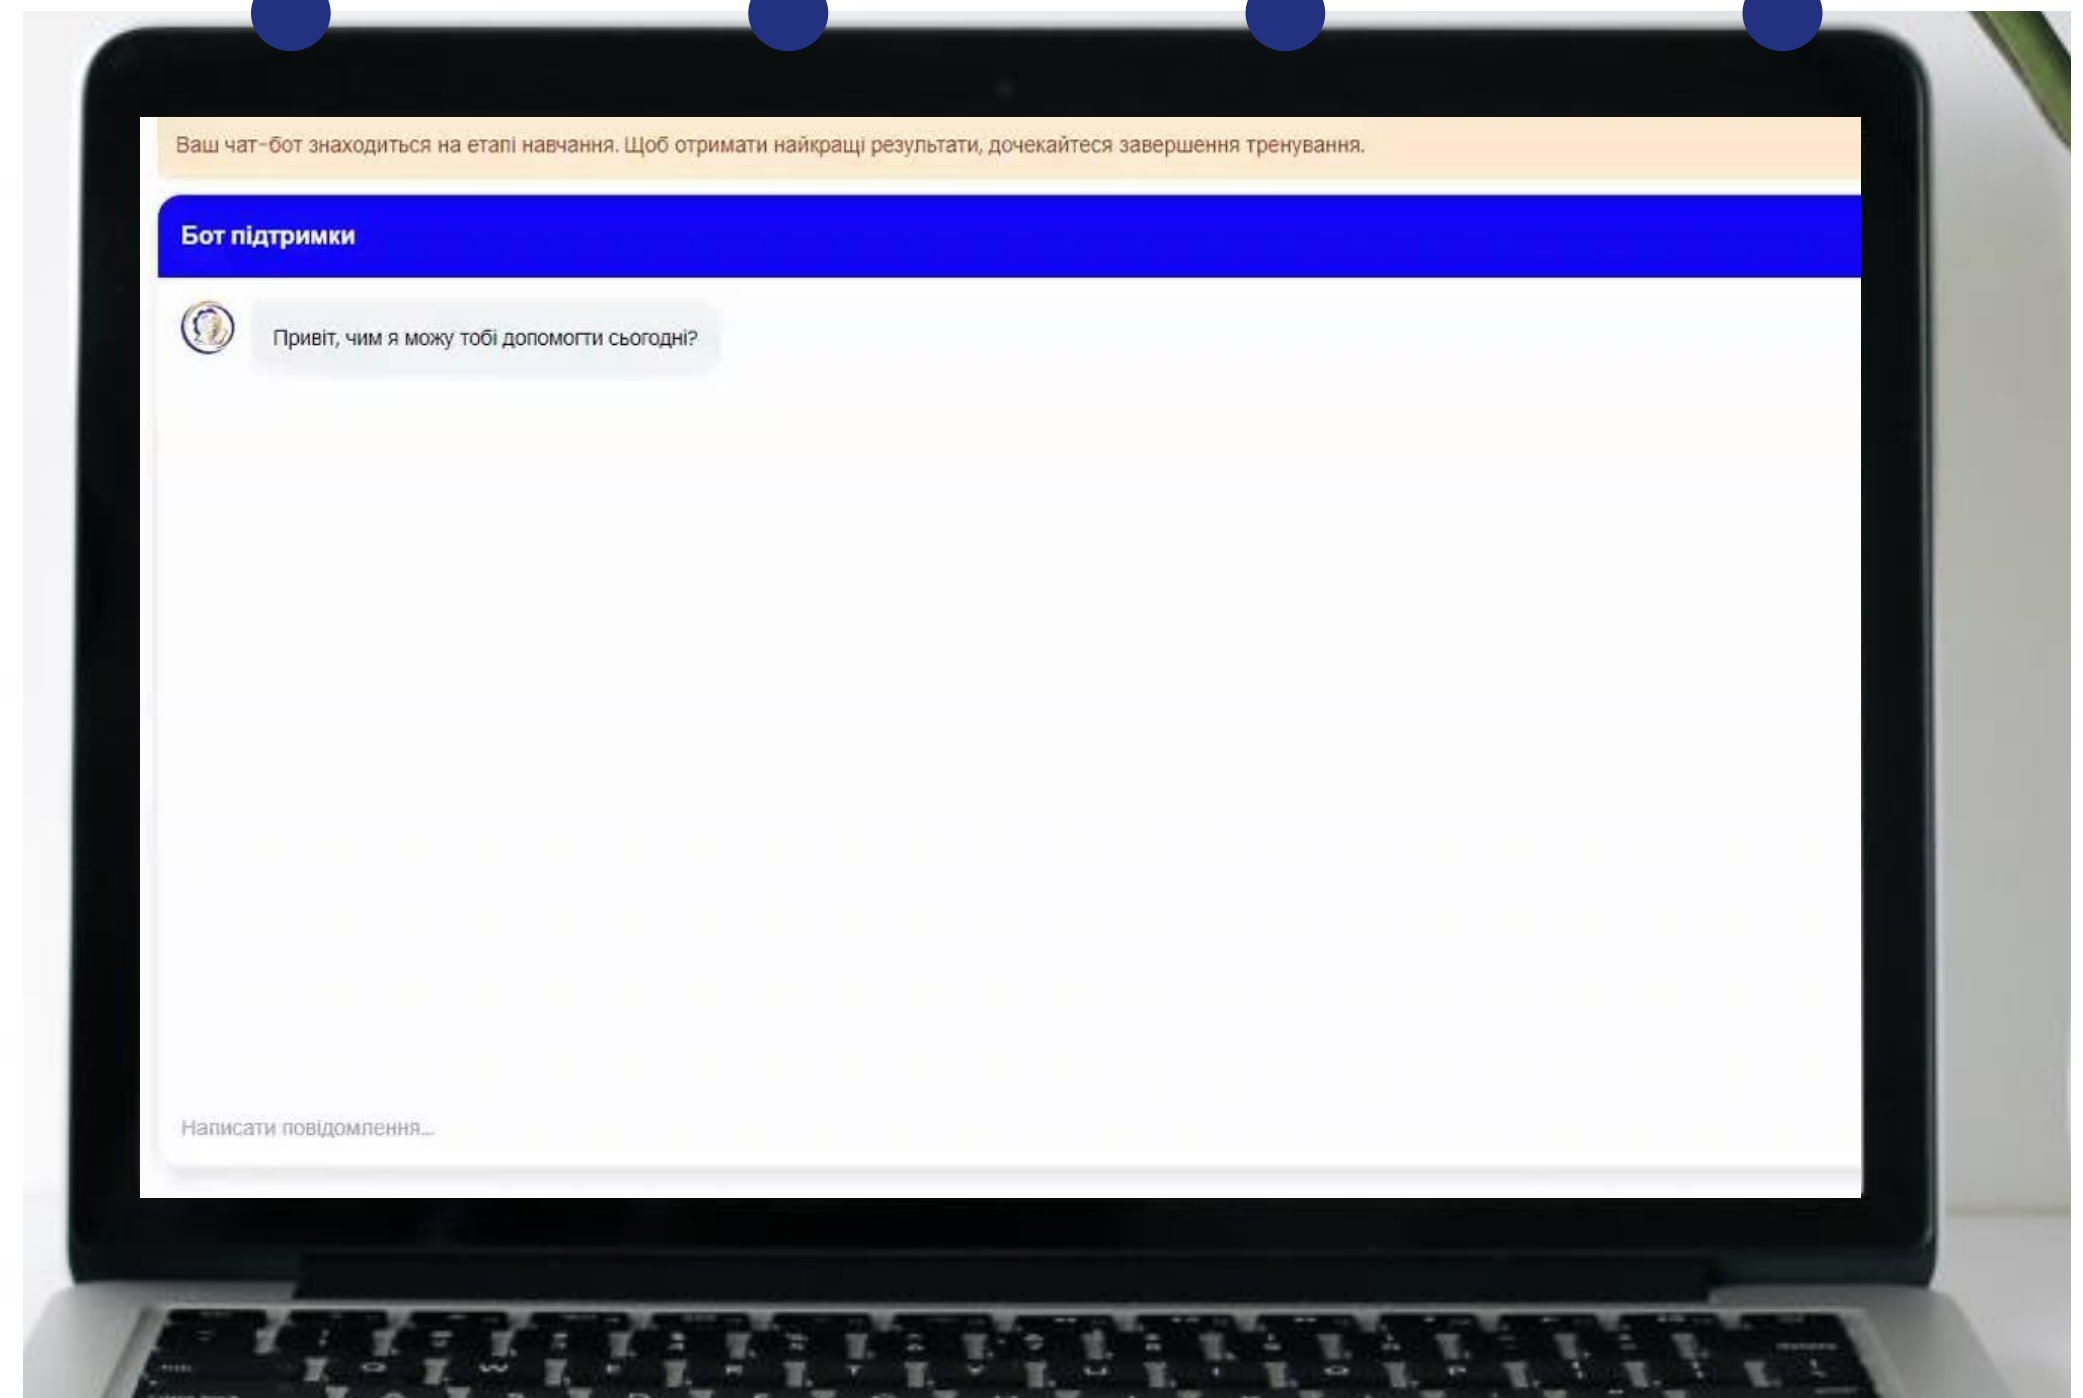 Ваш чат-бот знаходиться на етапі навчання. Щоб отримати найкращі результати, дочекайтеся завершення тренування.
Бот підтримки
Привіт, чим я можу тобі допомогти сьогодні?
Написати повідомлення...